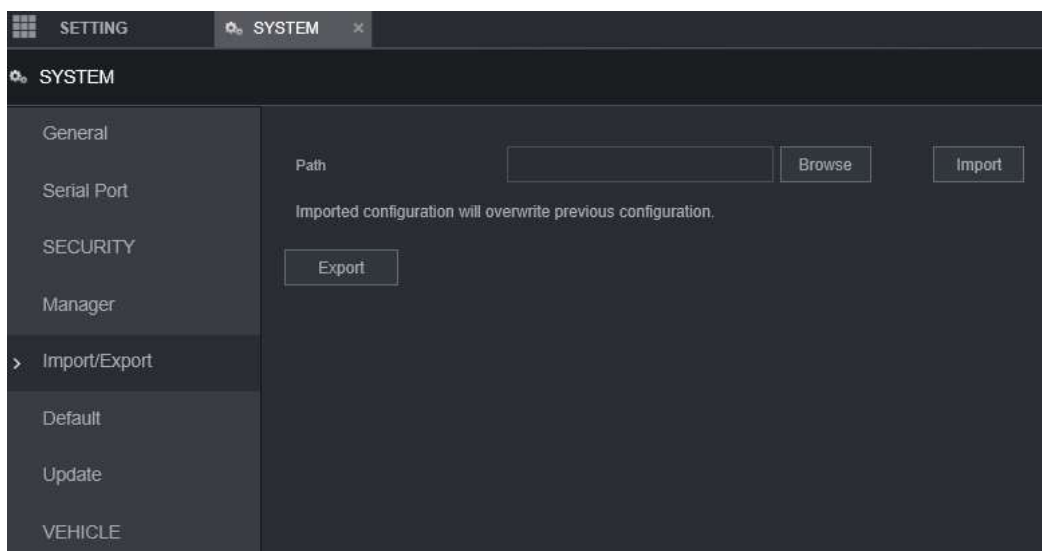 SETTING
SYSTEM ×
SYSTEM
General
Serial Port
SECURITY
Manager
Import/Export
Default
Update
VEHICLE
Path
Browse
Import
Imported configuration will overwrite previous configuration.
Export